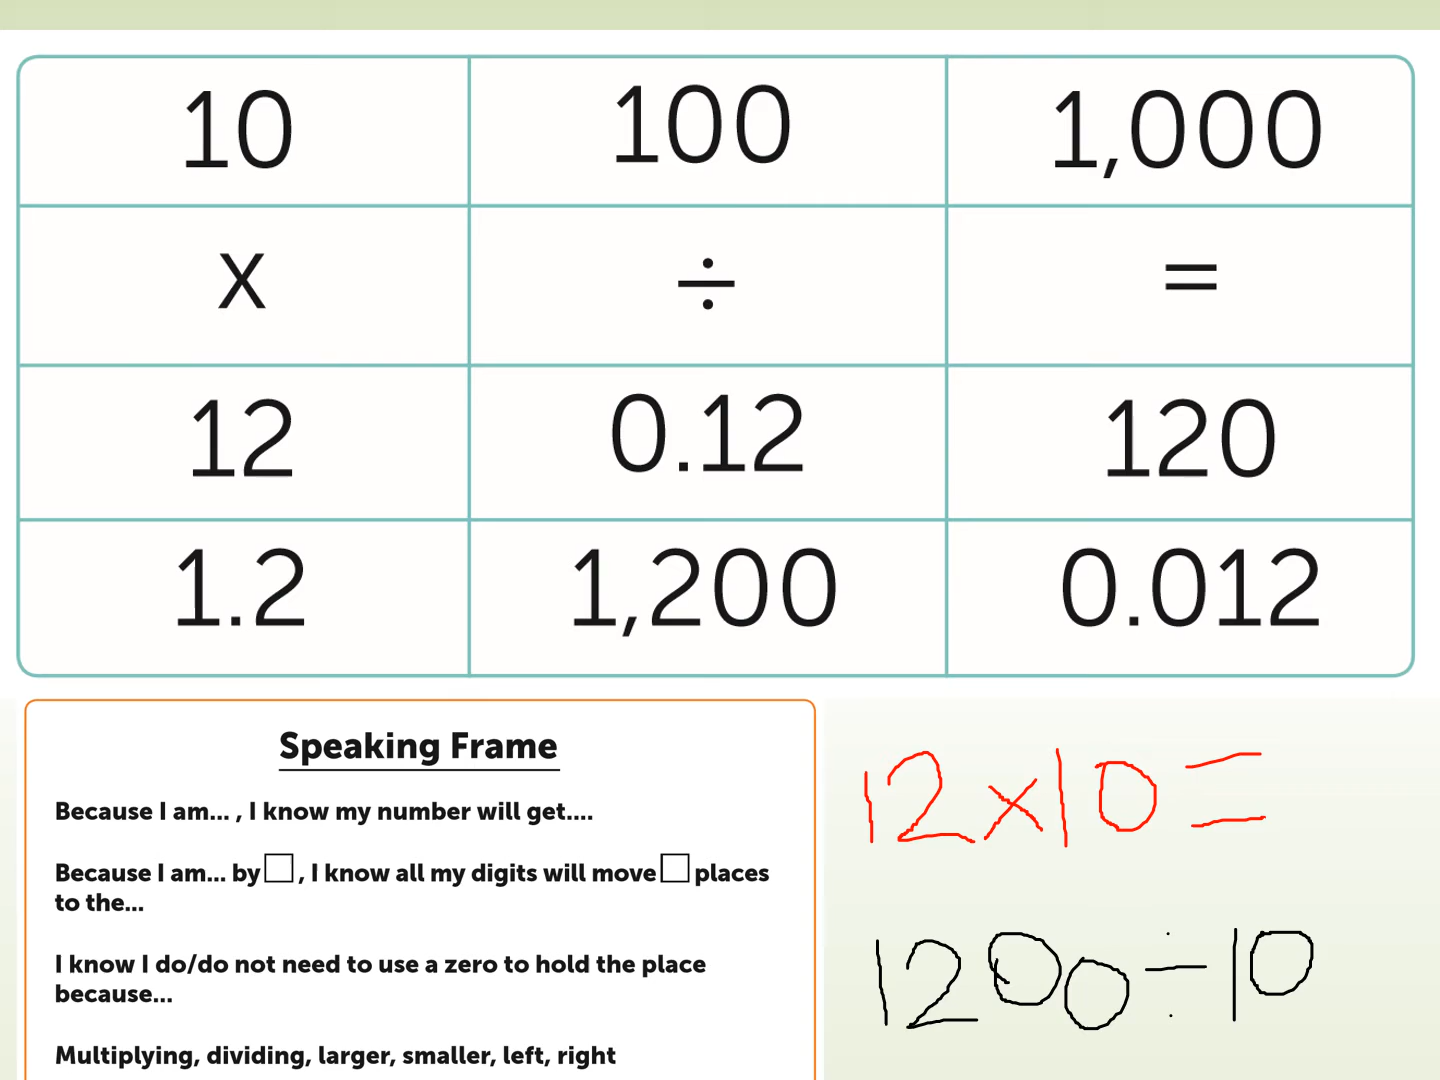 10 100 1,000
x ÷ =
12 0.12 120
1.2 1,200 0.012
Speaking Frame
Because I am... , I know my number will get....
Because I am... by □ , I know all my digits will move □ places
to the...
I know I do/do not need to use a zero to hold the place
because...
Multiplying, dividing, larger, smaller, left, right
12×10=
1200÷10